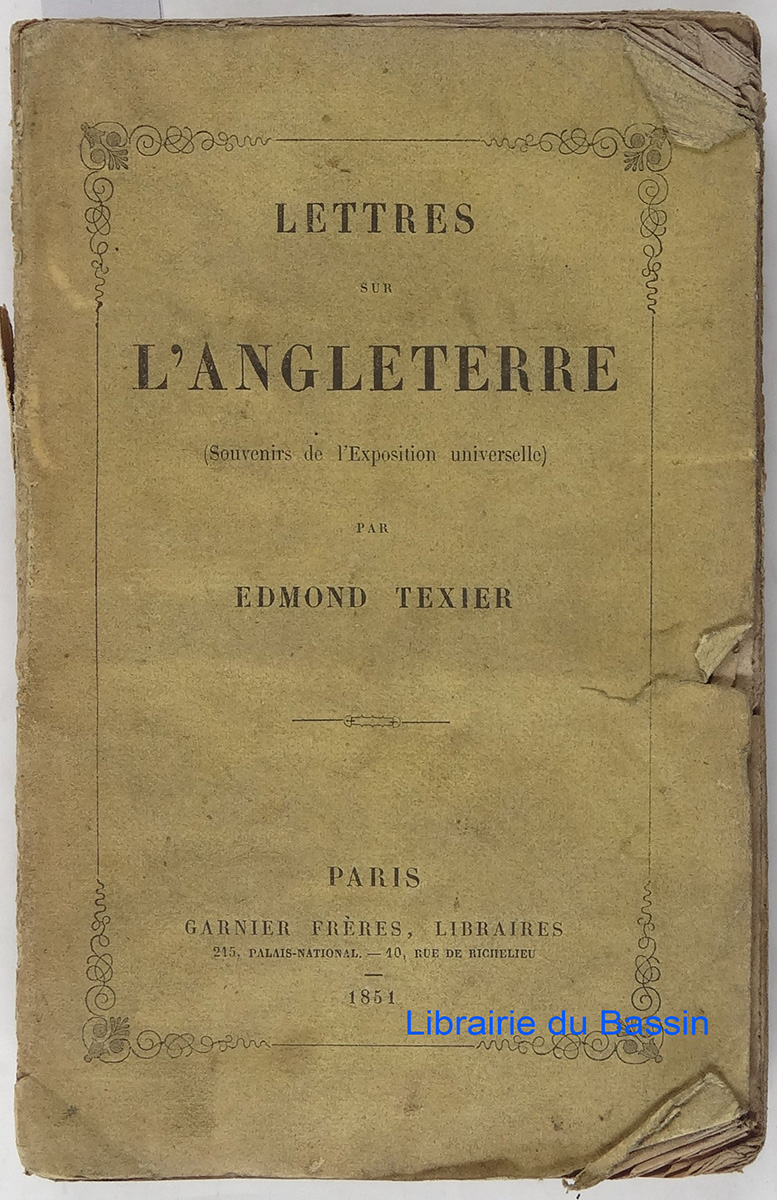 LETTRES
SUR
L'ANGLETERRE
(Souvenirs de l'Exposition universelle)
PAR
EDMOND TEXIER
PARIS
GARNIER FRÈRES, LIBRAIRES
215, PALAIS-NATIONAL. — 10, RUE DE RICHELIEU
1851
Librairie du Bassin